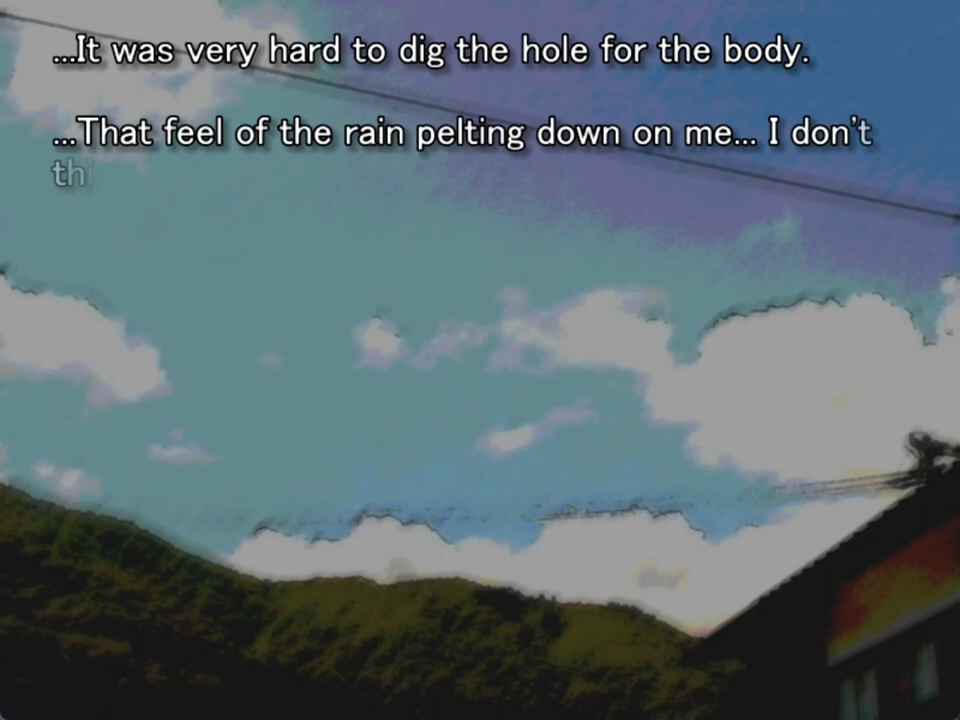 ...It was very hard to dig the hole for the body.
...That feel of the rain pelting down on me... I don't
th